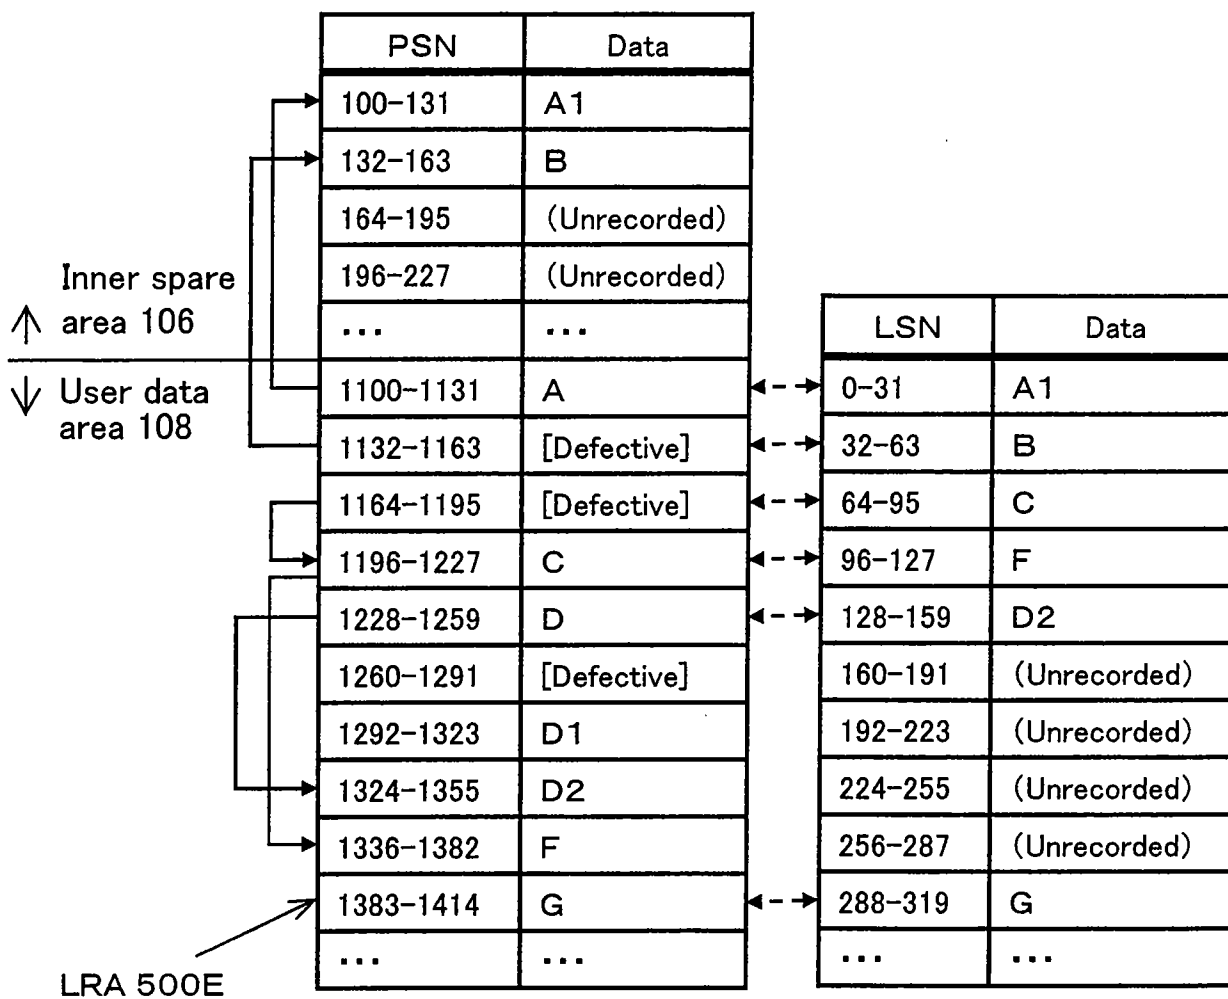 PSN Data
100-131 A1
132-163 B
164-195 (Unrecorded)
196-227 (Unrecorded)
... ...
1100-1131 A
1132-1163 [Defective]
1164-1195 [Defective]
1196-1227 C
1228-1259 D
1260-1291 [Defective]
1292-1323 D1
1324-1355 D2
1336-1382 F
1383-1414 G
... ...
Inner spare
area 106
User data
area 108
LRA 500E
LSN Data
0-31 A1
32-63 B
64-95 C
96-127 F
128-159 D2
160-191 (Unrecorded)
192-223 (Unrecorded)
224-255 (Unrecorded)
256-287 (Unrecorded)
288-319 G
... ...